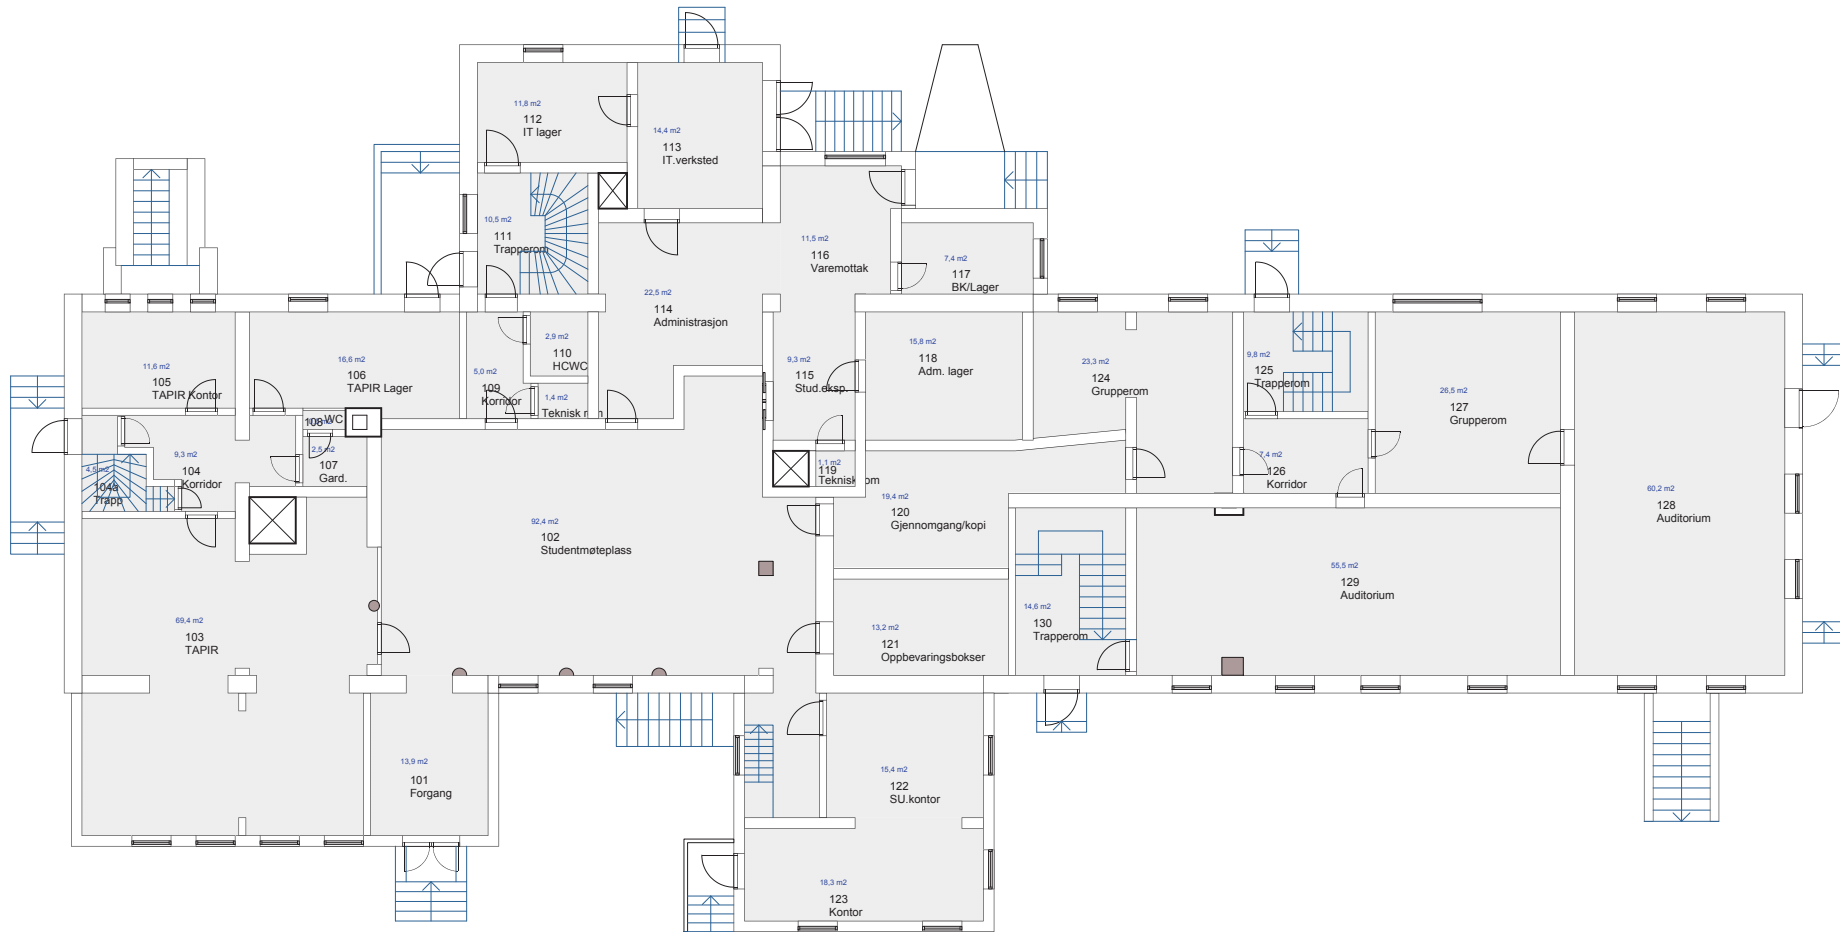 11,8 m2
112
IT lager
14,4 m2
113
IT.verksted
10,5 m2
111
Trapperom
11,5 m2
116
Varemottak
7,4 m2
117
BK/Lager
22,5 m2
114
Administrasjon
11,6 m2
105
TAPIR Kontor
16,6 m2
106
TAPIR Lager
5,0 m2
109
Korridor
2,9 m2
110
HCWC
1,4 m2
Teknisk rom
9,3 m2
115
Stud.eksp.
15,8 m2
118
Adm. lager
23,3 m2
124
Grupperom
9,8 m2
125
Trapperom
26,5 m2
127
Grupperom
108 WC
2,5 m2
107
Gard.
9,3 m2
104
Korridor
4,5 m2
104a
Trapp
1,1 m2
119
Teknisk rom
7,4 m2
126
Korridor
19,4 m2
120
Gjennomgang/kopi
60,2 m2
128
Auditorium
92,4 m2
102
Studentmøteplass
55,5 m2
129
Auditorium
69,4 m2
103
TAPIR
13,2 m2
121
Oppbevaringsbokser
14,6 m2
130
Trapperom
13,9 m2
101
Forgang
15,4 m2
122
SU.kontor
18,3 m2
123
Kontor